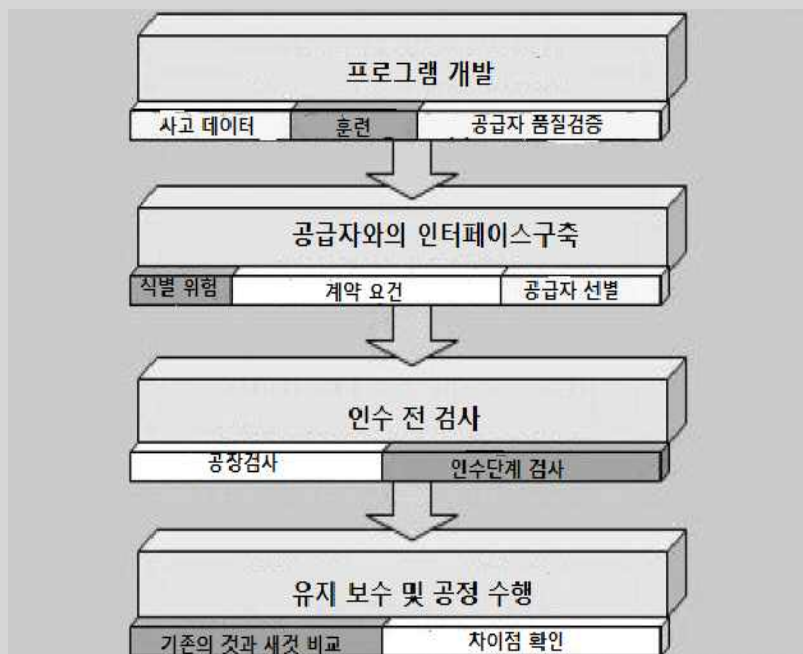 프로그램 개발
사고 데이터 훈련 공급자 품질검증
공급자와의 인터페이스구축
식별 위험 계약 요건 공급자 선별
인수 전 검사
공장검사 인수단계 검사
유지 보수 및 공정 수행
기존의 것과 새것 비교 차이점 확인